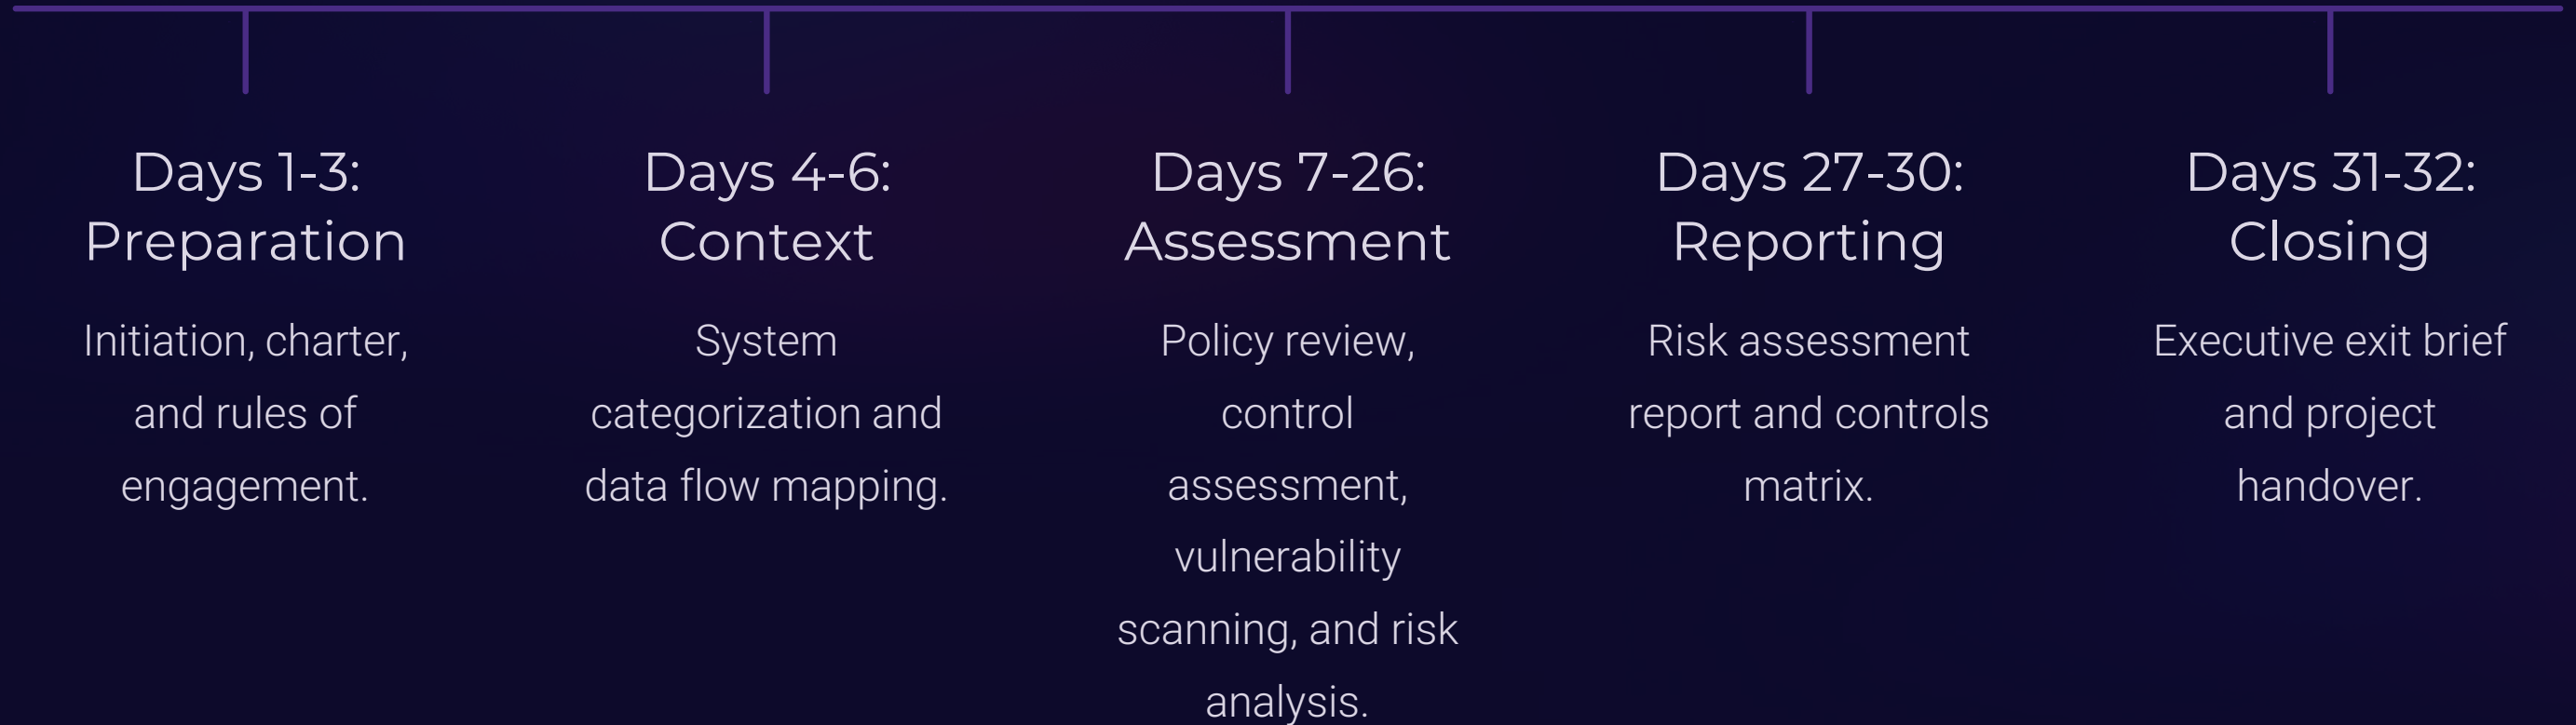 Days 1-3:
Preparation
Initiation, charter,
and rules of
engagement.
Days 4-6:
Context
System
categorization and
data flow mapping.
Days 7-26:
Assessment
Policy review,
control
assessment,
vulnerability
scanning, and risk
analysis.
Days 27-30:
Reporting
Risk assessment
report and controls
matrix.
Days 31-32:
Closing
Executive exit brief
and project
handover.